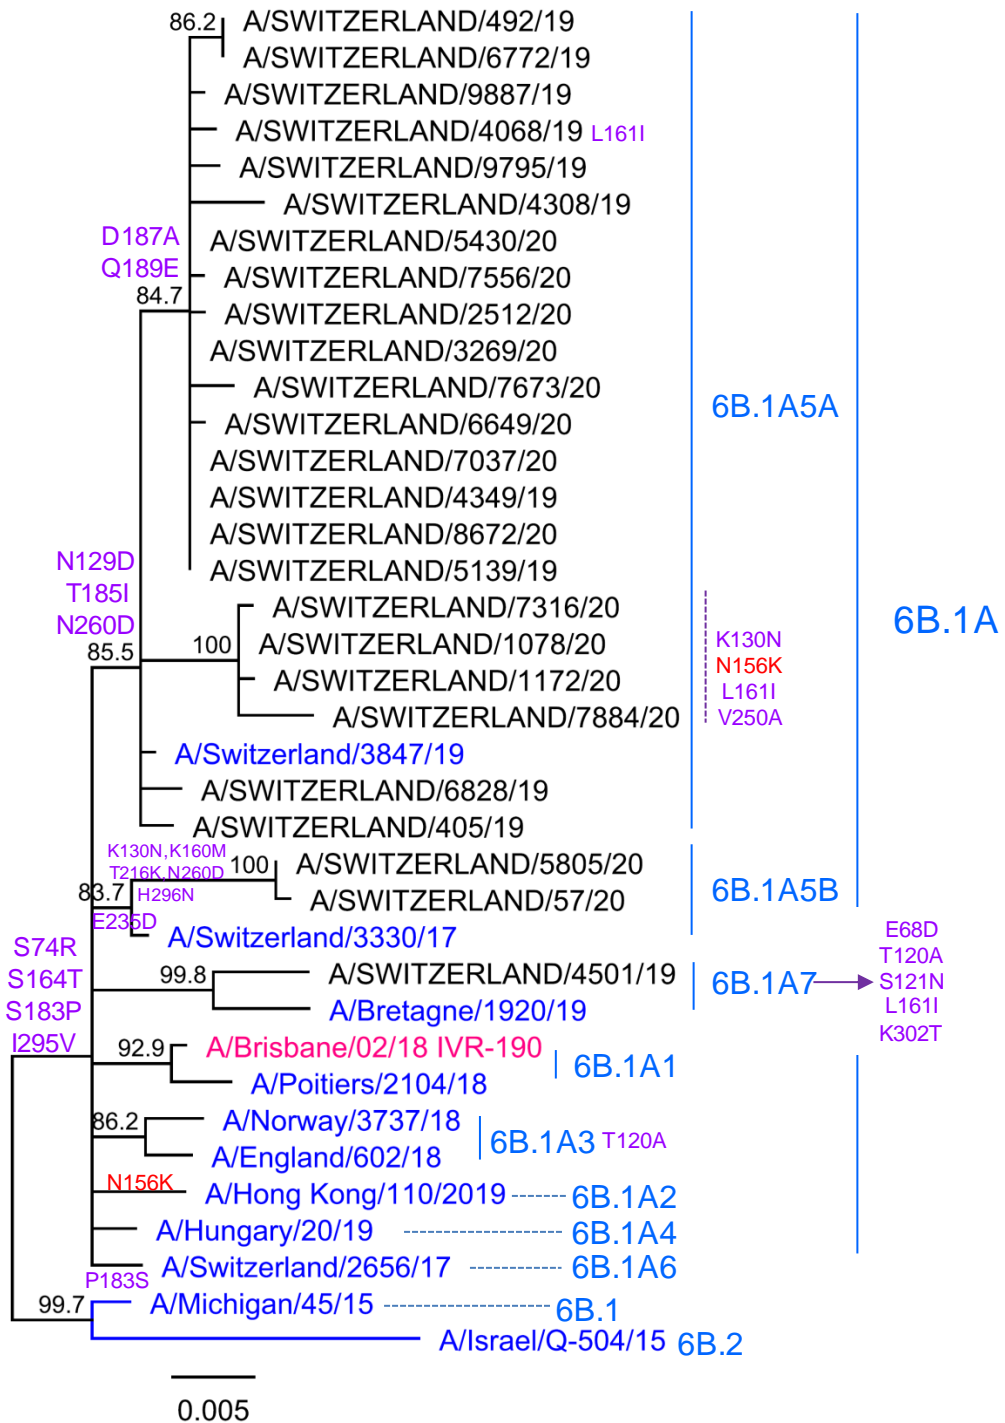 86.2 A/SWITZERLAND/492/19
A/SWITZERLAND/6772/19
A/SWITZERLAND/9887/19
A/SWITZERLAND/4068/19 L161I
A/SWITZERLAND/9795/19
A/SWITZERLAND/4308/19
D187A
Q189E
84.7
A/SWITZERLAND/5430/20
A/SWITZERLAND/7556/20
A/SWITZERLAND/2512/20
A/SWITZERLAND/3269/20
A/SWITZERLAND/7673/20
A/SWITZERLAND/6649/20
A/SWITZERLAND/7037/20
A/SWITZERLAND/4349/19
A/SWITZERLAND/8672/20
A/SWITZERLAND/5139/19
6B.1A5A
6B.1A
N129D
T185I
N260D
85.5
100
A/SWITZERLAND/7316/20
A/SWITZERLAND/1078/20
A/SWITZERLAND/1172/20
A/SWITZERLAND/7884/20
K130N
N156K
L161I
V250A
A/Switzerland/3847/19
A/SWITZERLAND/6828/19
A/SWITZERLAND/405/19
K130N,K160M
T216K,N260D
H296N
100
83.7
E235D
A/SWITZERLAND/5805/20
A/SWITZERLAND/57/20
A/Switzerland/3330/17
6B.1A5B
S74R
S164T
S183P
I295V
99.8
A/SWITZERLAND/4501/19
A/Bretagne/1920/19
6B.1A7
E68D
T120A
S121N
L161I
K302T
92.9
A/Brisbane/02/18 IVR-190
A/Poitiers/2104/18
6B.1A1
86.2
A/Norway/3737/18
A/England/602/18
6B.1A3 T120A
N156K
A/Hong Kong/110/2019 6B.1A2
A/Hungary/20/19 6B.1A4
A/Switzerland/2656/17 6B.1A6
P183S
99.7
A/Michigan/45/15 6B.1
A/Israel/Q-504/15 6B.2
0.005